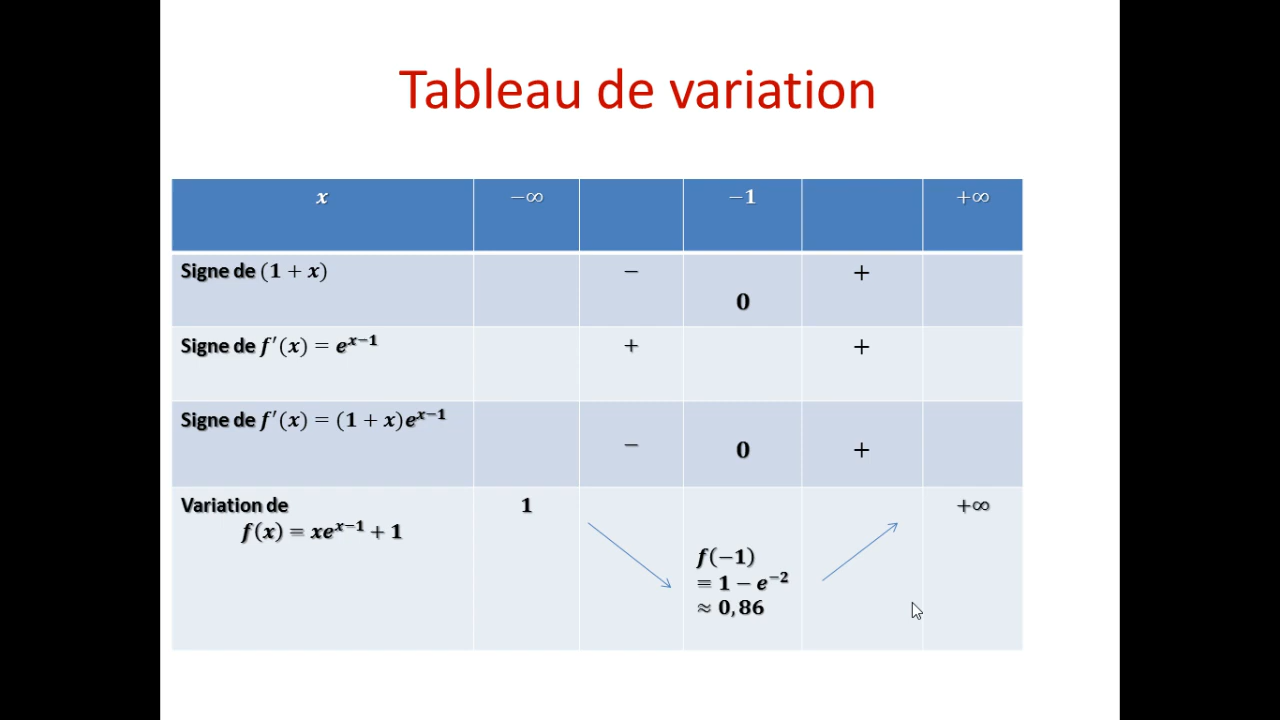 Tableau de variation
x −∞ −1 +∞
Signe de (1 + x) − 0 +
Signe de f′(x) = e^{x−1} + +
Signe de f′(x) = (1 + x)e^{x−1} − 0 +
Variation de 1 +∞
f(x) = xe^{x−1} + 1
f(−1)
= 1 − e^{−2}
≈ 0,86